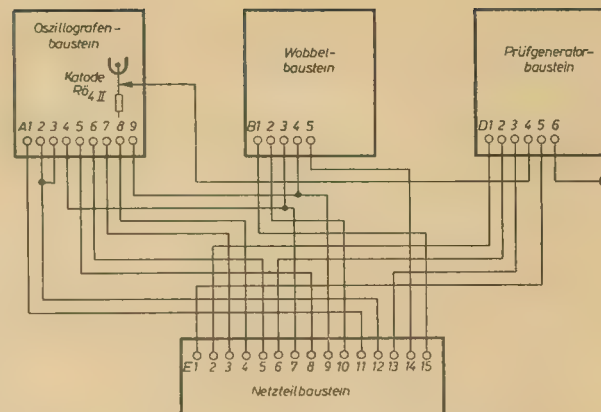 Oszillografen-
baustein
Katode
Rö4 II
A1 2 3 4 5 6 7 8 9
Wobbel-
baustein
B1 2 3 4 5
Prüfgenerator-
baustein
D1 2 3 4 5 6
E1 2 3 4 5 6 7 8 9 10 11 12 13 14 15
Netzteilbaustein